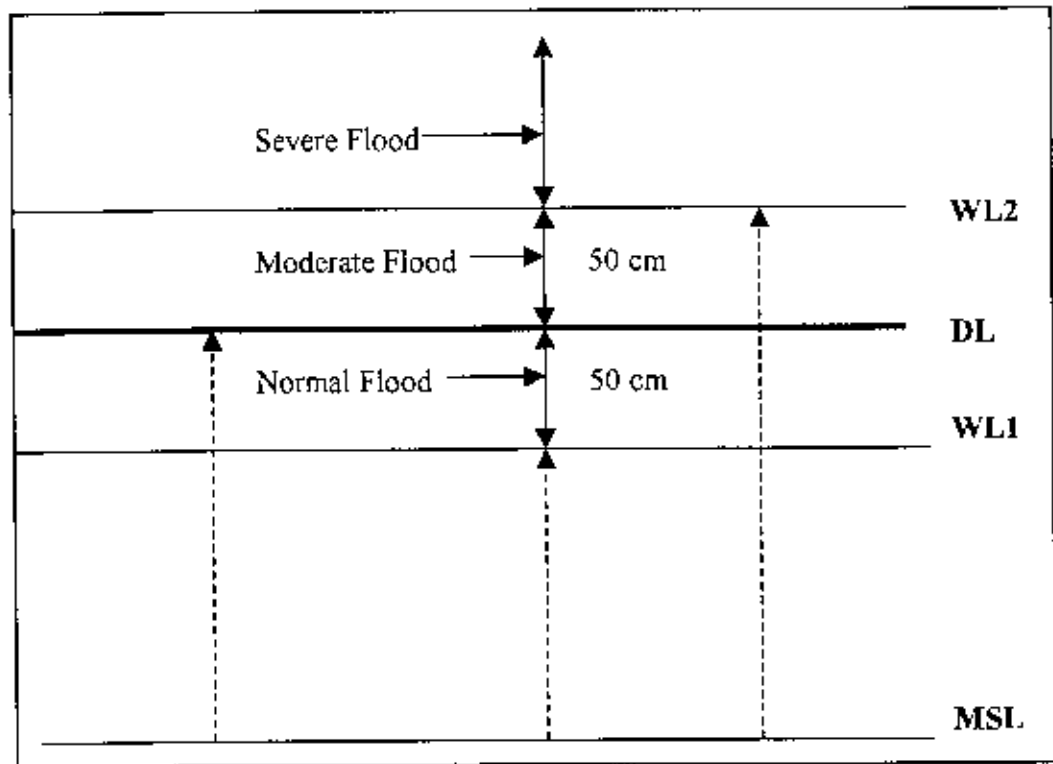 Severe Flood
WL2
Moderate Flood 50 cm
DL
Normal Flood 50 cm
WL1
MSL